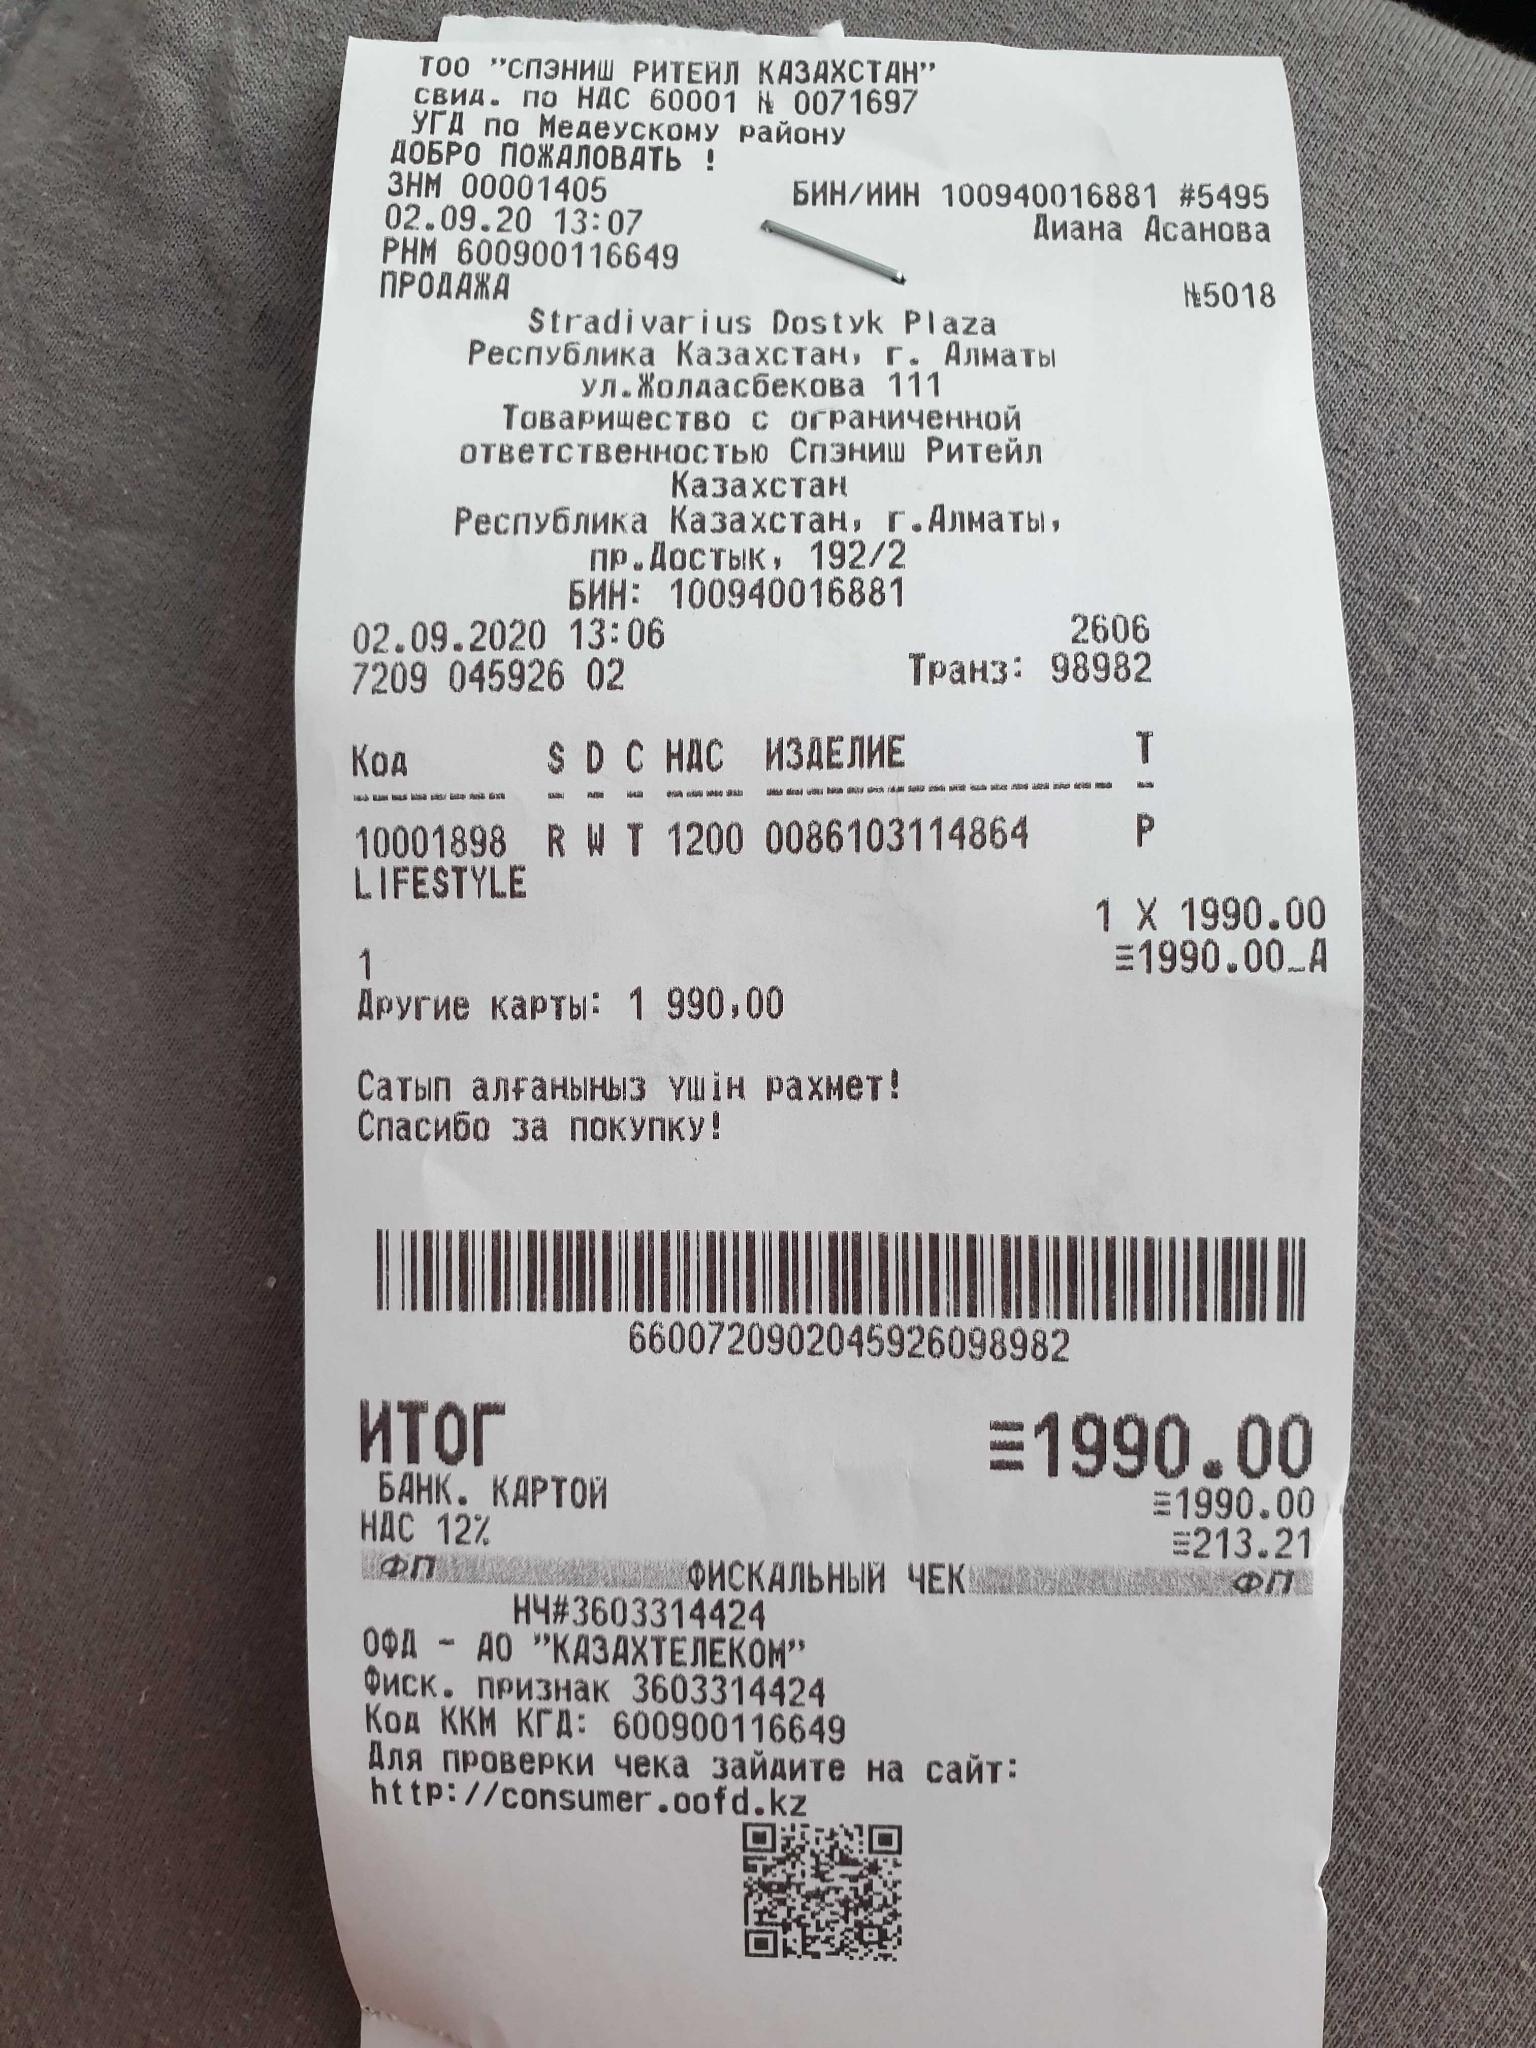 ТОО "СПЭНИШ РИТЕЙЛ КАЗАХСТАН"
свид. по НДС 60001 № 0071697
УГД по Медеускому району
ДОБРО ПОЖАЛОВАТЬ !
ЗНМ 00001405 БИН/ИИН 100940016881 #5495
02.09.20 13:07 Диана Асанова
РНМ 600900116649
ПРОДАЖА №5018
Stradivarius Dostyk Plaza
Республика Казахстан, г. Алматы
ул.Жолдасбекова 111
Товарищество с ограниченной
ответственностью Спэниш Ритейл
Казахстан
Республика Казахстан, г.Алматы,
пр.Достык, 192/2
БИН: 100940016881
02.09.2020 13:06 2606
7209 045926 02 Транз: 98982
Код S D C НДС ИЗДЕЛИЕ Т
10001898 R W T 1200 0086103114864 P
LIFESTYLE
1 X 1990.00
1 ≡1990.00_А
Другие карты: 1 990,00
Сатып алғаныңыз үшін рахмет!
Спасибо за покупку!
6600720902045926098982
ИТОГ ≡1990.00
БАНК. КАРТОЙ ≡1990.00
НДС 12% ≡213.21
ФП ФИСКАЛЬНЫЙ ЧЕК ФП
НЧ#3603314424
ОФД - АО "КАЗАХТЕЛЕКОМ"
Фиск. признак 3603314424
Код ККМ КГД: 600900116649
Для проверки чека зайдите на сайт:
http://consumer.oofd.kz